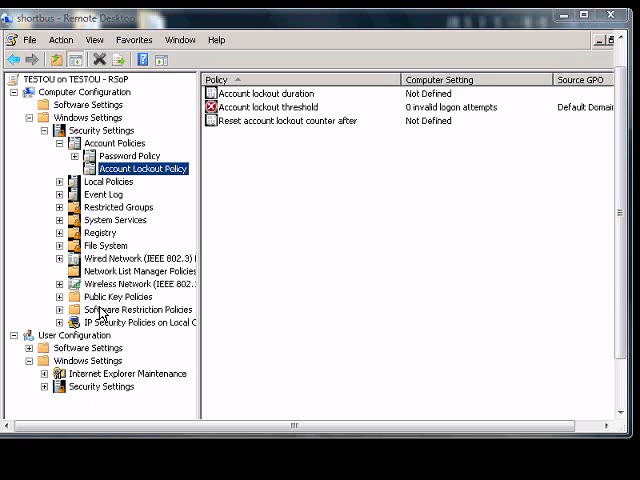 shortbus - Remote Desktop
File Action View Favorites Window Help
TESTOU on TESTOU - RSoP
Computer Configuration
Software Settings
Windows Settings
Security Settings
Account Policies
Password Policy
Account Lockout Policy
Local Policies
Event Log
Restricted Groups
System Services
Registry
File System
Wired Network (IEEE 802.3)
Network List Manager Policies
Wireless Network (IEEE 802.1
Public Key Policies
Software Restriction Policies
IP Security Policies on Local C
User Configuration
Software Settings
Windows Settings
Internet Explorer Maintenance
Security Settings
Policy Computer Setting Source GPO
Account lockout duration Not Defined
Account lockout threshold 0 invalid logon attempts Default Domai
Reset account lockout counter after Not Defined